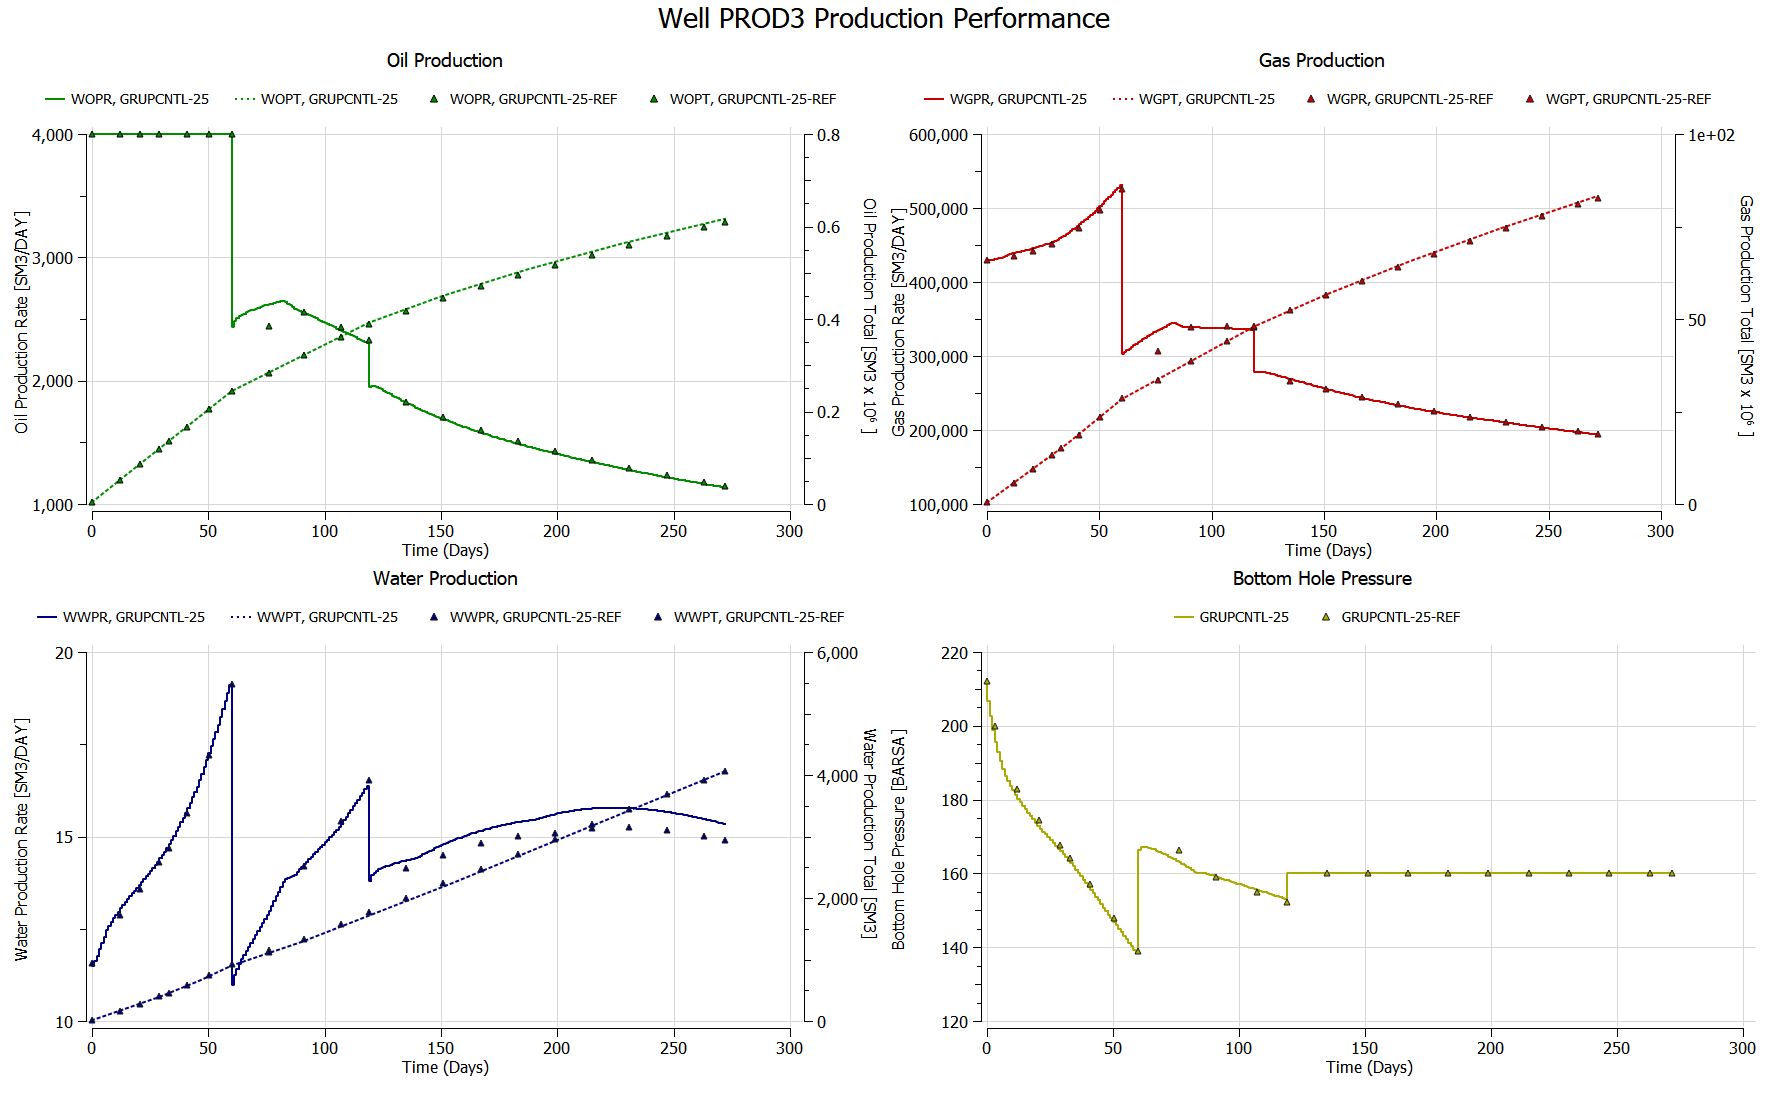 Well PROD3 Production Performance
Oil Production
WOPR, GRUPCNTL-25 WOPT, GRUPCNTL-25 WOPR, GRUPCNTL-25-REF WOPT, GRUPCNTL-25-REF
4,000
3,000
2,000
1,000
Oil Production Rate [SM3/DAY]
0.8
0.6
0.4
0.2
0
Oil Production Total [SM3 x 10⁶ ]
0 50 100 150 200 250 300
Time (Days)
Gas Production
WGPR, GRUPCNTL-25 WGPT, GRUPCNTL-25 WGPR, GRUPCNTL-25-REF WGPT, GRUPCNTL-25-REF
600,000
500,000
400,000
300,000
200,000
100,000
Gas Production Rate [SM3/DAY]
1e+02
50
0
Gas Production Total [SM3 x 10⁶ ]
0 50 100 150 200 250 300
Time (Days)
Water Production
WWPR, GRUPCNTL-25 WWPT, GRUPCNTL-25 WWPR, GRUPCNTL-25-REF WWPT, GRUPCNTL-25-REF
20
15
10
Water Production Rate [SM3/DAY]
6,000
4,000
2,000
0
Water Production Total [SM3]
0 50 100 150 200 250 300
Time (Days)
Bottom Hole Pressure
GRUPCNTL-25 GRUPCNTL-25-REF
220
200
180
160
140
120
Bottom Hole Pressure [BARSA]
0 50 100 150 200 250 300
Time (Days)